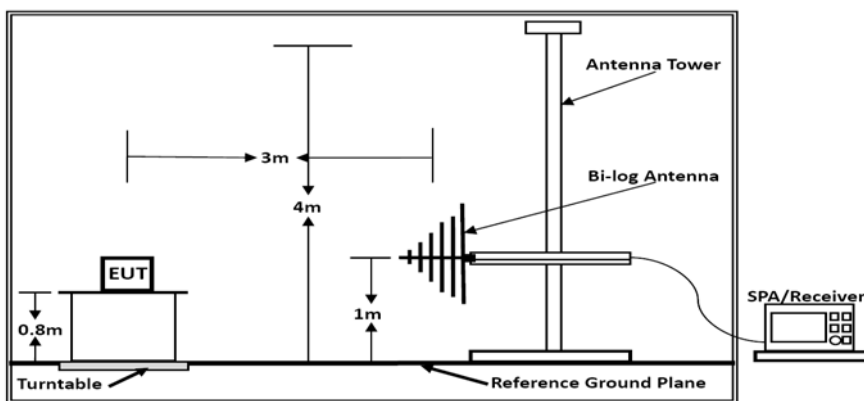 Antenna Tower
3m
Bi-log Antenna
4m
EUT
SPA/Receiver
0.8m
1m
Turntable
Reference Ground Plane